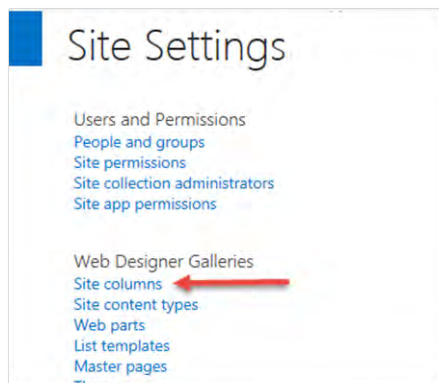 Site Settings
Users and Permissions
People and groups
Site permissions
Site collection administrators
Site app permissions
Web Designer Galleries
Site columns
Site content types
Web parts
List templates
Master pages